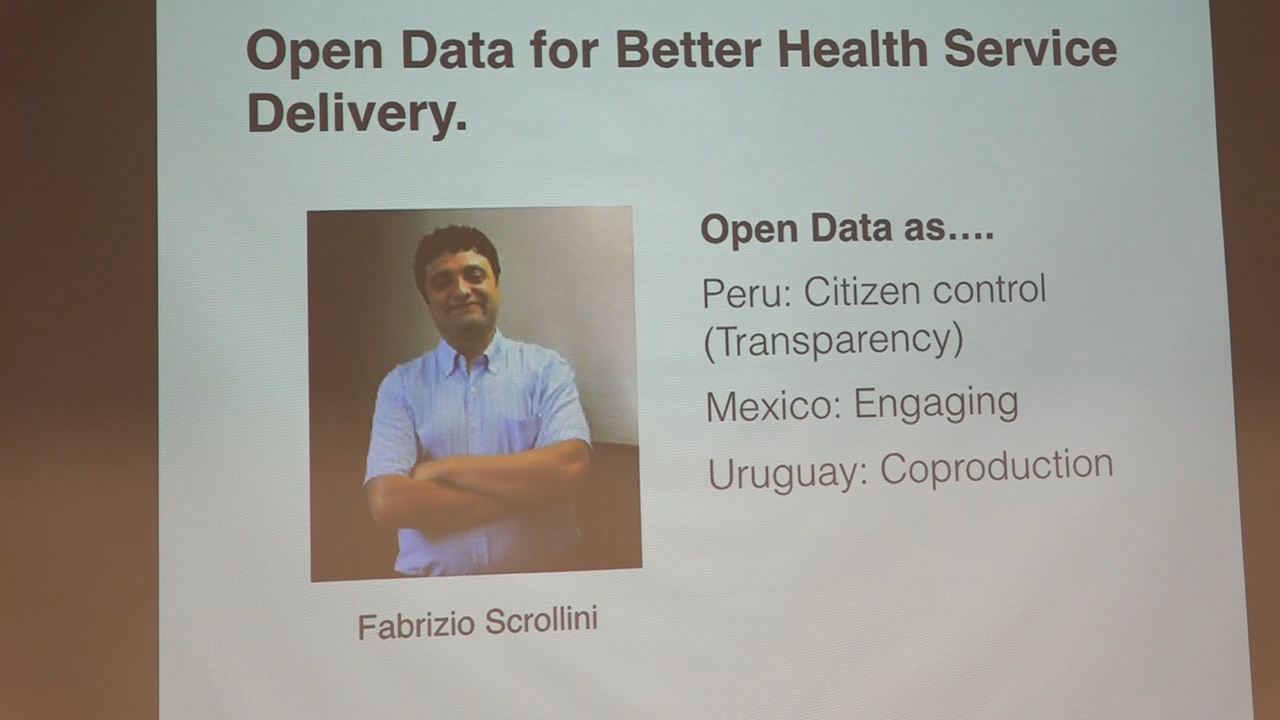 Open Data for Better Health Service
Delivery.
Open Data as....
Peru: Citizen control
(Transparency)
Mexico: Engaging
Uruguay: Coproduction
Fabrizio Scrollini